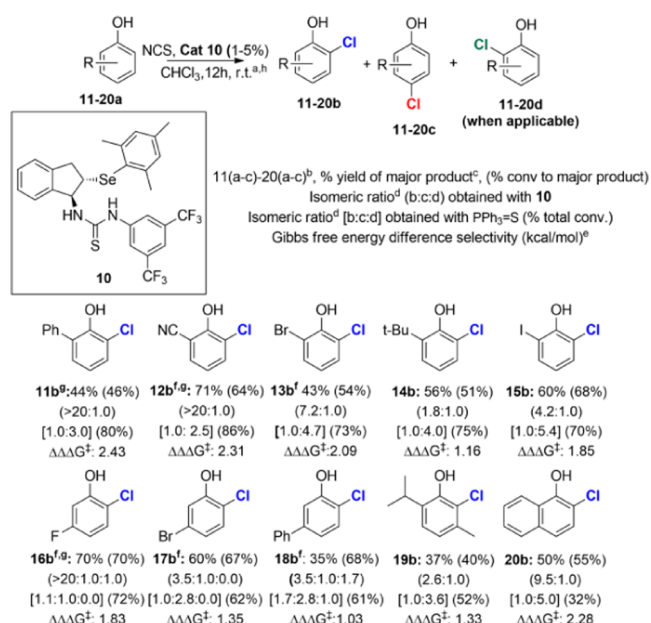 OH
OH
OH
OH
NCS, Cat 10 (1-5%)
Cl
Cl
R
R
R
R
CHCl3,12h, r.t.a,h
+
+
11-20a
11-20b
Cl
11-20c
11-20d
(when applicable)
Se
HN
H
N
CF3
S
CF3
10
11(a-c)-20(a-c)b, % yield of major productc, (% conv to major product)
Isomeric ratiod (b:c:d) obtained with 10
Isomeric ratiod [b:c:d] obtained with PPh3=S (% total conv.)
Gibbs free energy difference selectivity (kcal/mol)e
OH OH OH OH OH
Ph Cl NC Cl Br Cl t-Bu Cl I Cl
11bg:44% (46%) 12bf,g: 71% (64%) 13bf 43% (54%) 14b: 56% (51%) 15b: 60% (68%)
(>20:1.0) (>20:1.0) (7.2:1.0) (1.8:1.0) (4.2:1.0)
[1.0:3.0] (80%) [1.0: 2.5] (86%) [1.0:4.7] (73%) [1.0:4.0] (75%) [1.0:5.4] (70%)
ΔΔΔG‡: 2.43 ΔΔΔG‡: 2.31 ΔΔΔG‡:2.09 ΔΔΔG‡: 1.16 ΔΔΔG‡: 1.85
OH OH OH OH OH
Cl Cl Cl Cl Cl
F Br Ph
16bf,g: 70% (70%) 17bf: 60% (67%) 18bf: 35% (68%) 19b: 37% (40%) 20b: 50% (55%)
(>20:1.0:1.0) (3.5:1.0:0.0) (3.5:1.0:1.7) (2.6:1.0) (9.5:1.0)
[1.1:1.0:0.0] (72%) [1.0:2.8:0.0] (62%) [1.7:2.8:1.0] (61%) [1.0:3.6] (52%) [1.0:5.0] (32%)
ΔΔΔG‡: 1.83 ΔΔΔG‡: 1.35 ΔΔΔG‡:1.03 ΔΔΔG‡: 1.33 ΔΔΔG‡: 2.28